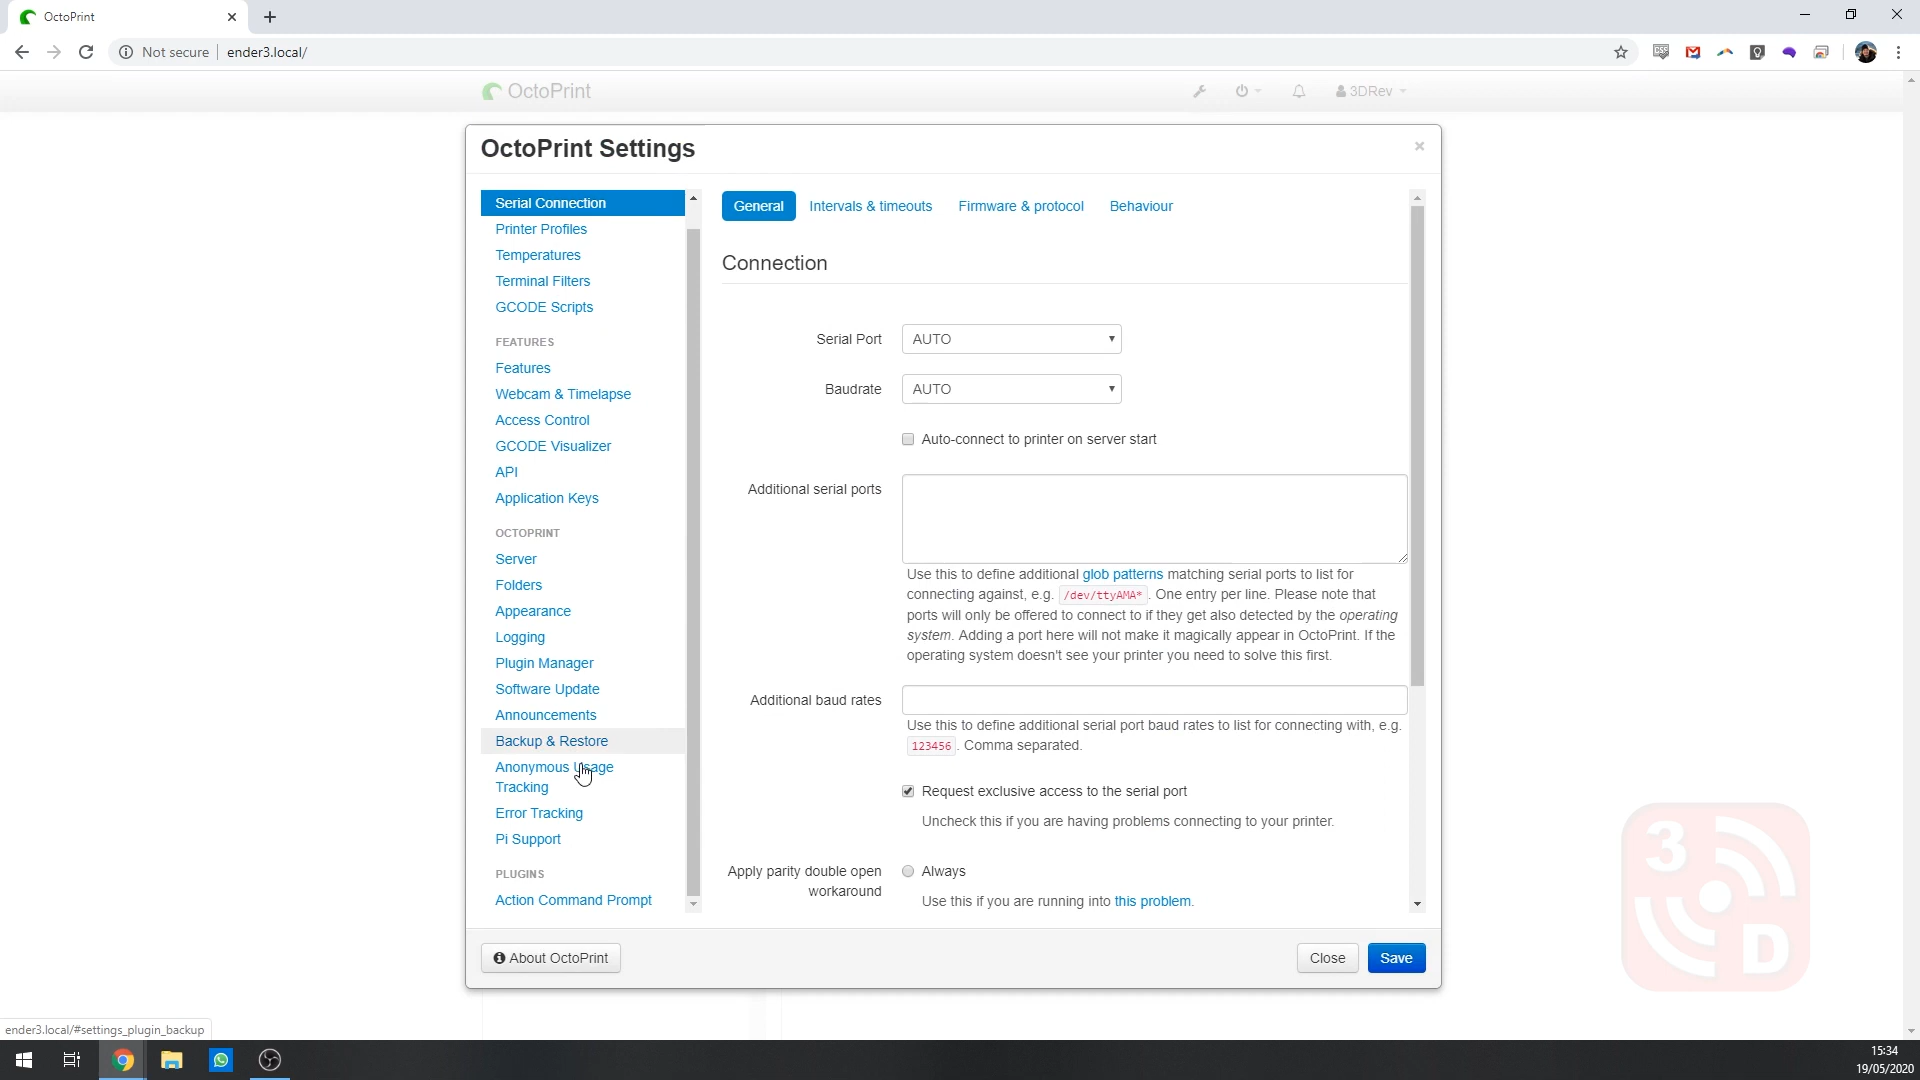 OctoPrint
Not secure
ender3.local/
OctoPrint
3DRev
OctoPrint Settings
Serial Connection
Printer Profiles
Temperatures
Terminal Filters
GCODE Scripts
FEATURES
Features
Webcam & Timelapse
Access Control
GCODE Visualizer
API
Application Keys
OCTOPRINT
Server
Folders
Appearance
Logging
Plugin Manager
Software Update
Announcements
Backup & Restore
Anonymous Usage
Tracking
Error Tracking
Pi Support
PLUGINS
Action Command Prompt
General Intervals & timeouts Firmware & protocol Behaviour
Connection
Serial Port AUTO
Baudrate AUTO
Auto-connect to printer on server start
Additional serial ports
Use this to define additional glob patterns matching serial ports to list for
connecting against, e.g. /dev/ttyAMA* . One entry per line. Please note that
ports will only be offered to connect to if they get also detected by the operating
system. Adding a port here will not make it magically appear in OctoPrint. If the
operating system doesn't see your printer you need to solve this first.
Additional baud rates
Use this to define additional serial port baud rates to list for connecting with, e.g.
123456 . Comma separated.
Request exclusive access to the serial port
Uncheck this if you are having problems connecting to your printer.
Apply parity double open
workaround
Always
Use this if you are running into this problem.
About OctoPrint
Close
Save
3
D
ender3.local/#settings_plugin_backup
15:34
19/05/2020